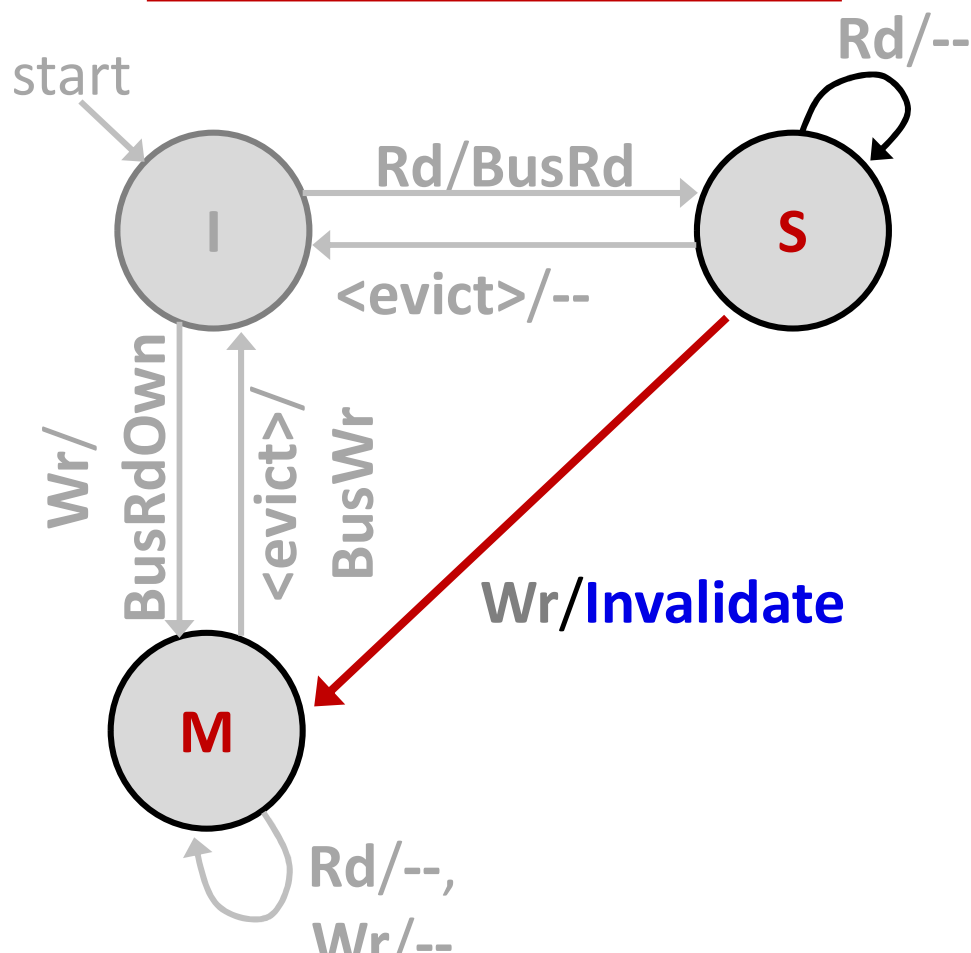 Rd/--
start
Rd/BusRd
I
S
<evict>/--
Wr/
BusRdOwn
<evict>/
BusWr
Wr/Invalidate
M
Rd/--,
Wr/--